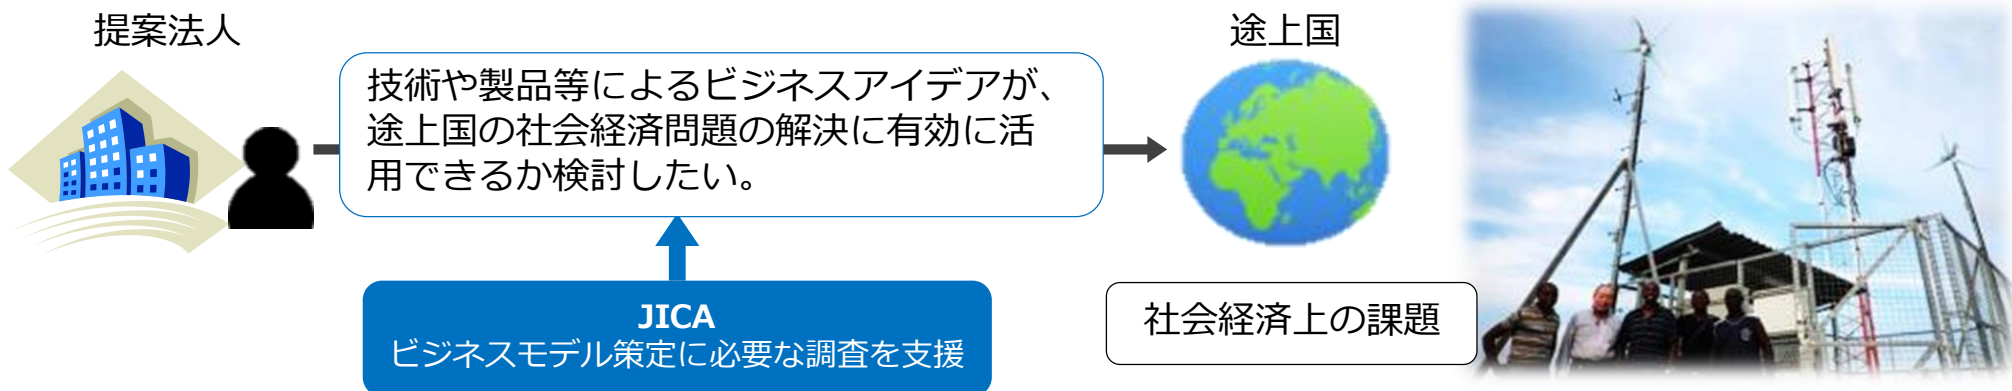 提案法人
技術や製品等によるビジネスアイデアが、
途上国の社会経済問題の解決に有効に活
用できるか検討したい。
JICA
ビジネスモデル策定に必要な調査を支援
途上国
社会経済上の課題